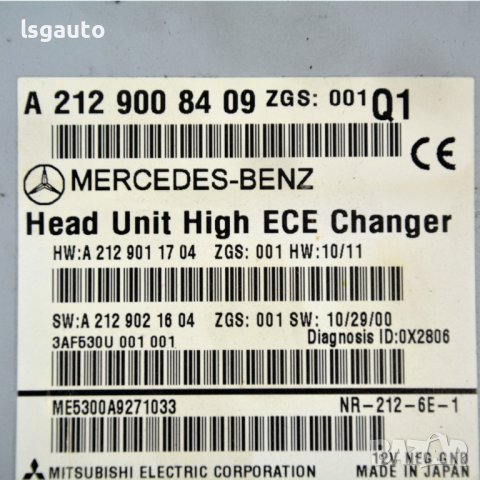 lsgauto
A 212 900 84 09 ZGS: 001 Q1
CE
MERCEDES-BENZ
Head Unit High ECE Changer
HW:A 212 901 17 04 ZGS: 001 HW:10/11
SW:A 212 902 16 04 ZGS: 001 SW: 10/29/00
3AF530U 001 001 Diagnosis ID:0X2806
ME5300A9271033 NR-212-6E-1
12V NEG GND
MITSUBISHI ELECTRIC CORPORATION MADE IN JAPAN